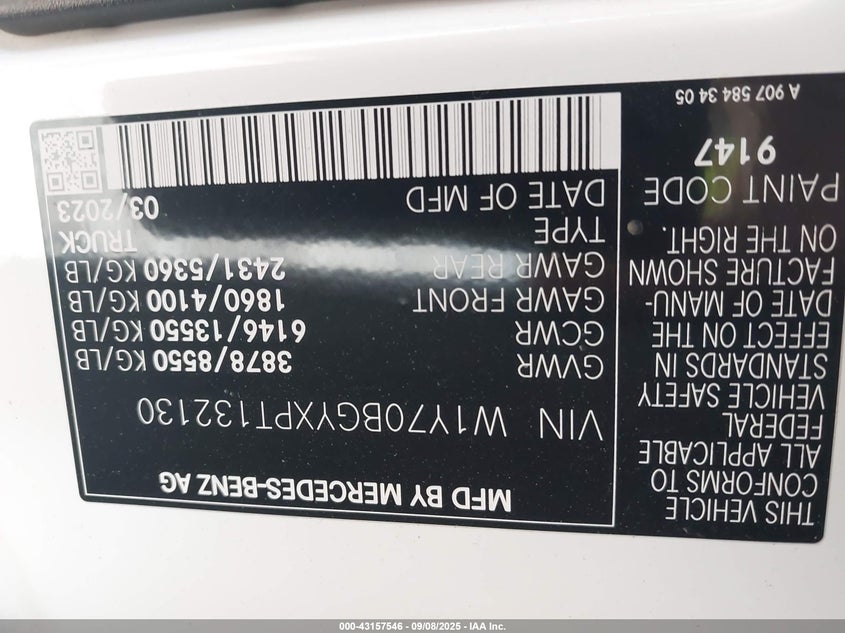 MFD BY MERCEDES-BENZ AG
VIN W1Y70BGYXPT132130
GVWR 3878/8550 KG/LB
GCWR 6146/13550 KG/LB
GAWR FRONT 1860/4100 KG/LB
GAWR REAR 2431/5360 KG/LB
TYPE TRUCK
DATE OF MFD 03/2023
THIS VEHICLE
CONFORMS TO
ALL APPLICABLE
FEDERAL
VEHICLE SAFETY
STANDARDS IN
EFFECT ON THE
DATE OF MANU-
FACTURE SHOWN
ON THE RIGHT.
PAINT CODE
9147
A 907 584 34 05
000-43157546 - 09/08/2025 - IAA Inc.